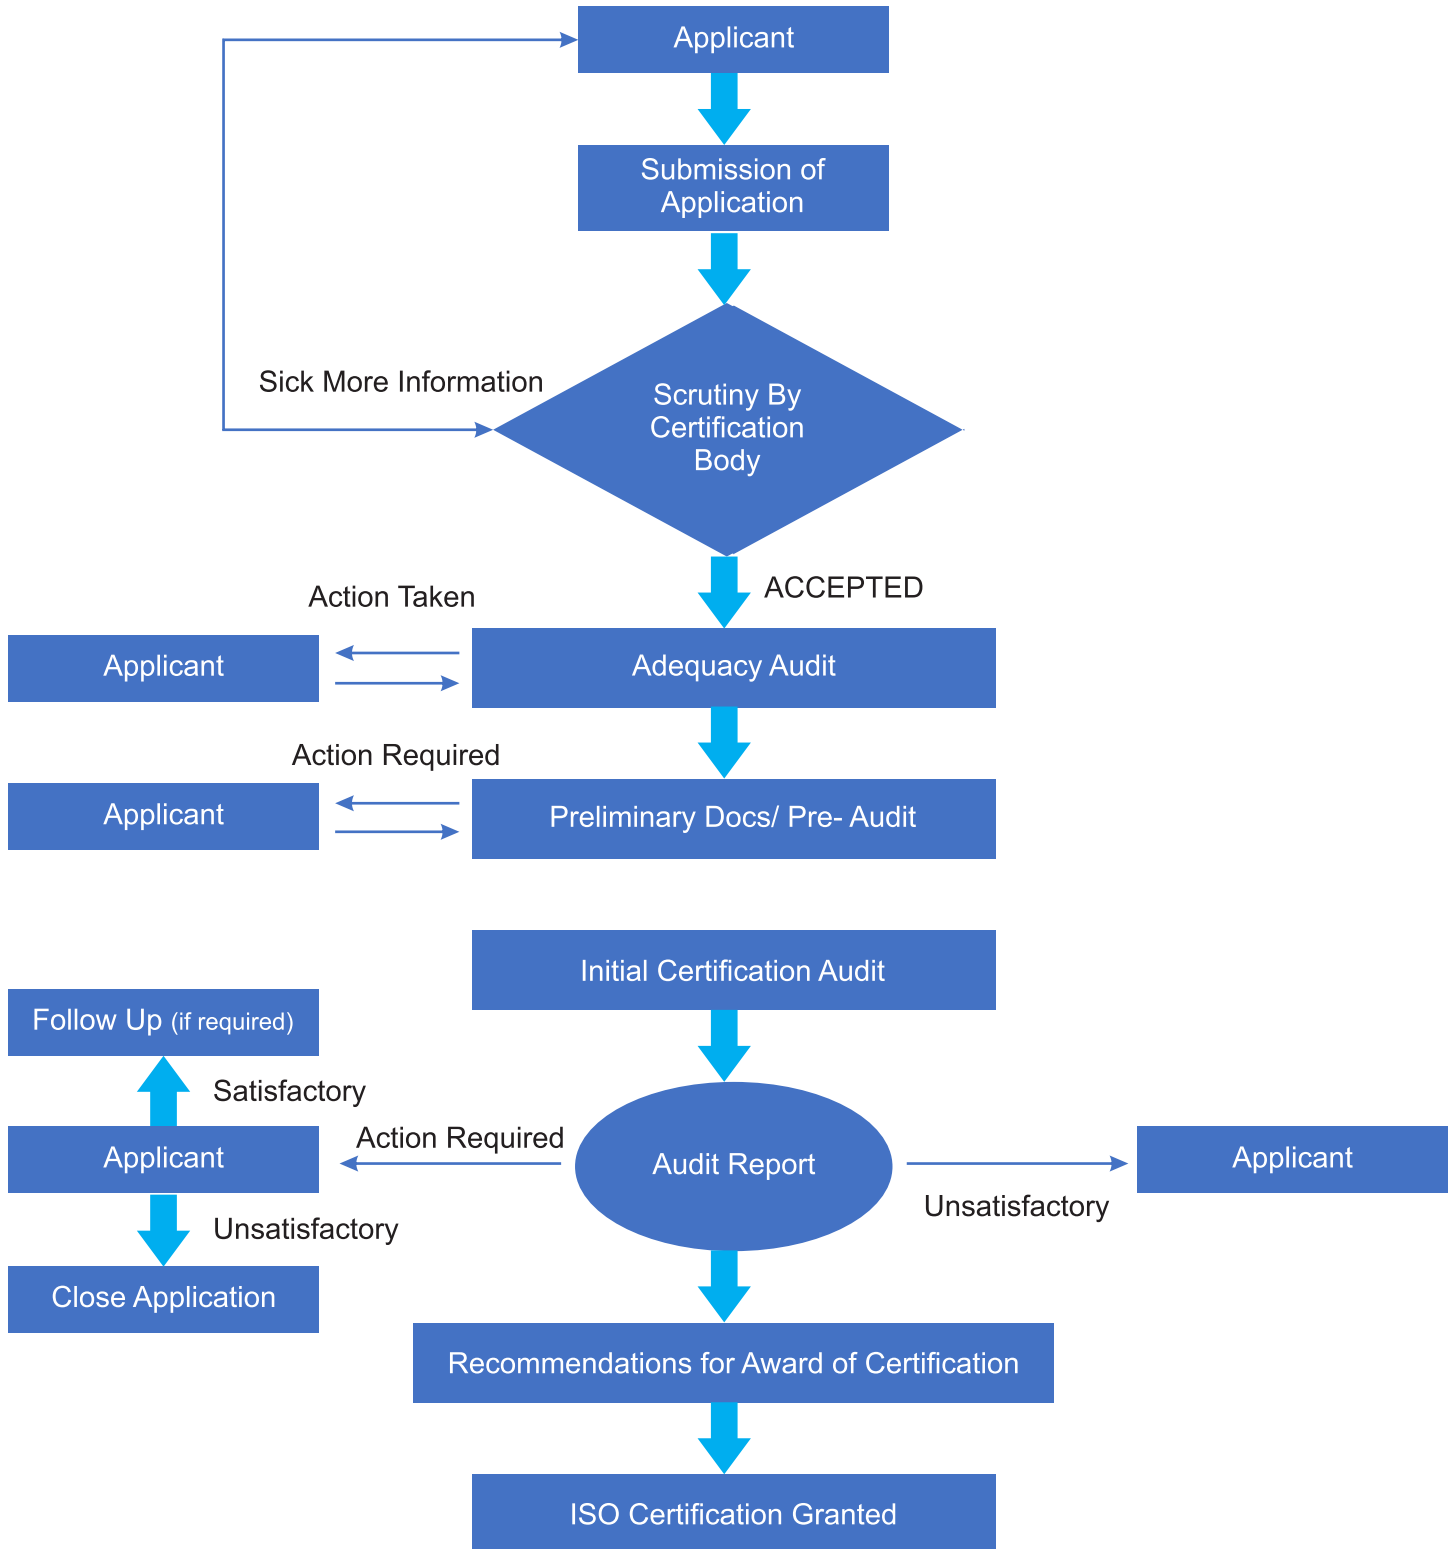 Applicant
Submission of
Application
Sick More Information
Scrutiny By
Certification
Body
ACCEPTED
Action Taken
Applicant
Adequacy Audit
Action Required
Applicant
Preliminary Docs/ Pre- Audit
Initial Certification Audit
Follow Up (if required)
Satisfactory
Applicant
Action Required
Audit Report
Applicant
Unsatisfactory
Unsatisfactory
Close Application
Recommendations for Award of Certification
ISO Certification Granted